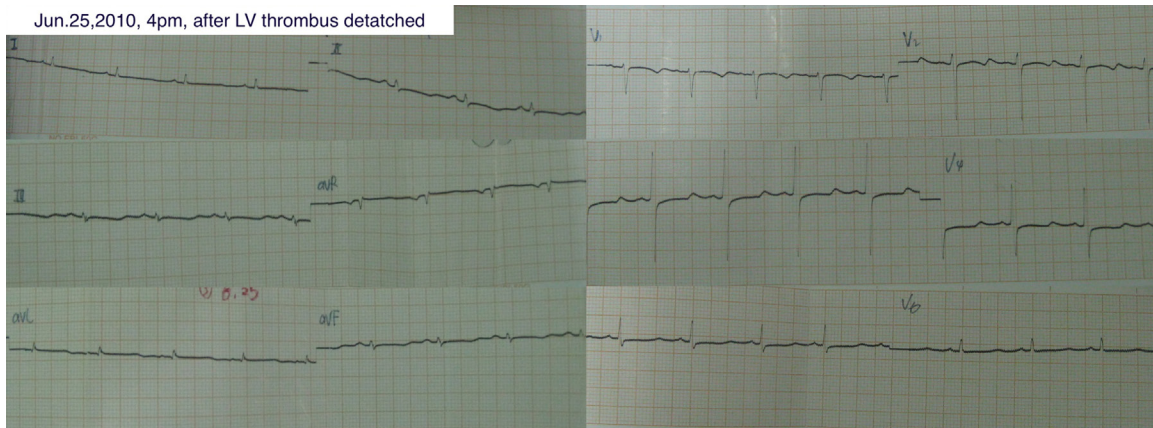 Jun.25,2010, 4pm, after LV thrombus detatched
I
II
V1
V2
III
aVR
V4
aVL
aVF
V6